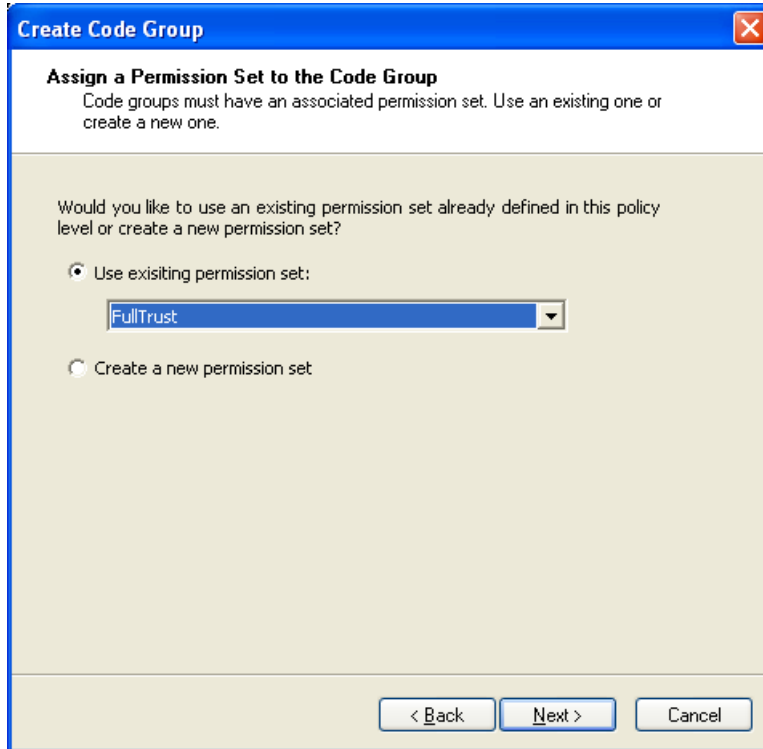 Create Code Group
Assign a Permission Set to the Code Group
Code groups must have an associated permission set. Use an existing one or
create a new one.
Would you like to use an existing permission set already defined in this policy
level or create a new permission set?
Use exisiting permission set:
FullTrust
Create a new permission set
< Back
Next >
Cancel